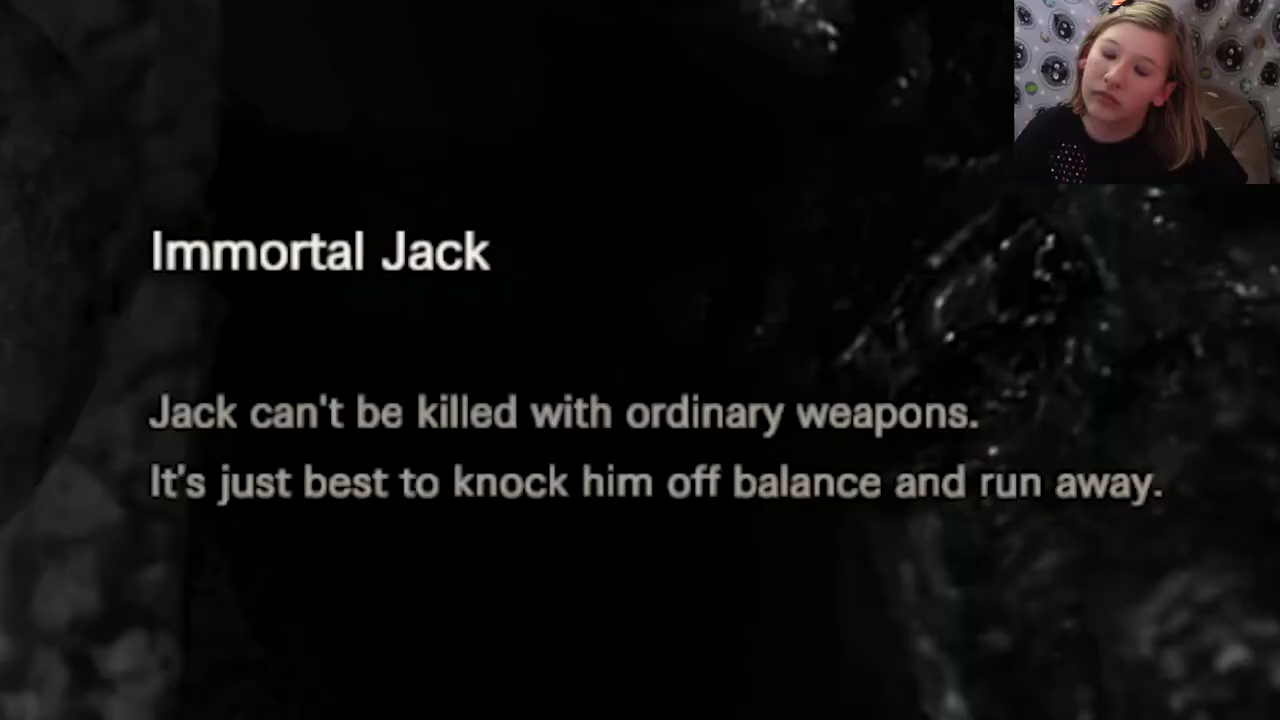 Immortal Jack
Jack can't be killed with ordinary weapons.
It's just best to knock him off balance and run away.